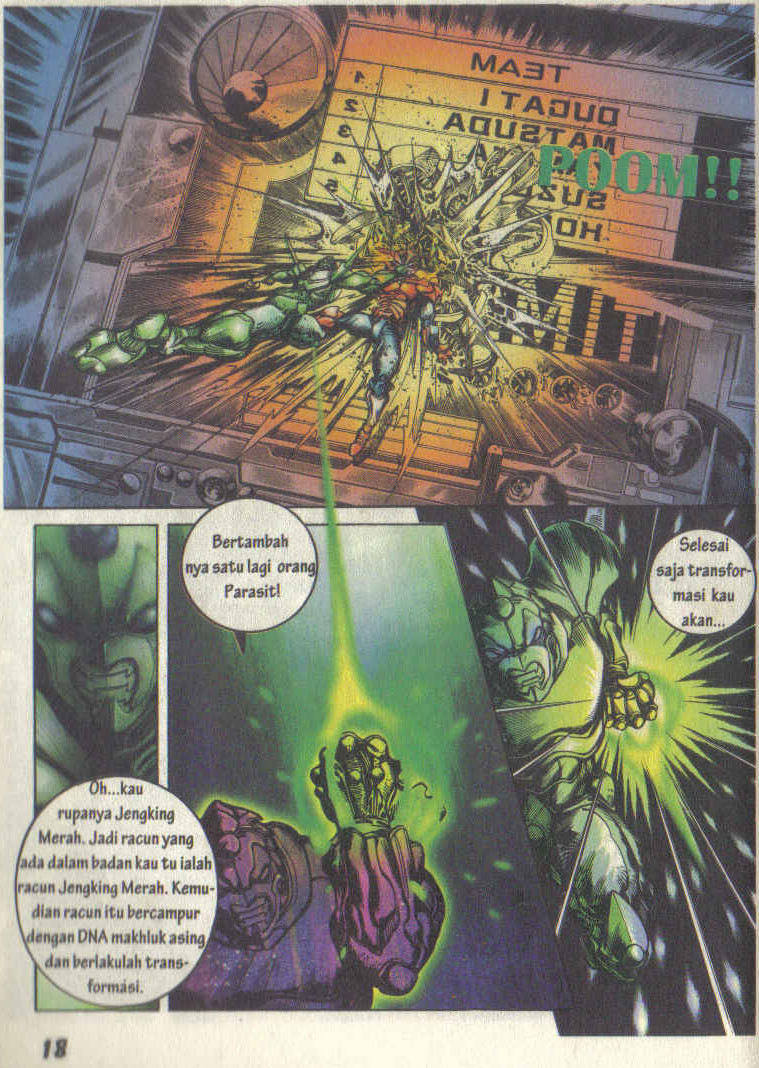 TEAM
1 DUCATI
2 MATSUDA
3
4 SUZU
5 HON
POOM!!
IMIT
Bertambah
nya satu lagi orang
Parasit!
Selesai
saja transfor-
masi kau
akan...
Oh...kau
rupanya Jengking
Merah. Jadi racun yang
ada dalam badan kau tu ialah
racun Jengking Merah. Kemu-
dian racun itu bercampur
dengan DNA makhluk asing
dan berlakulah trans-
formasi.
18